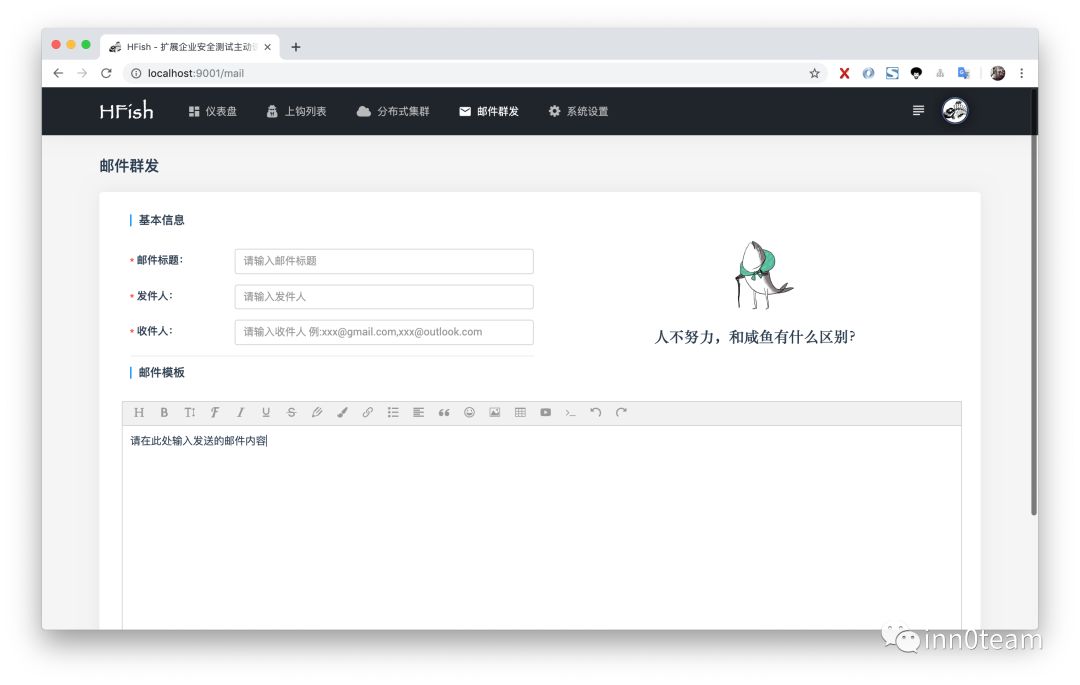 HFish - 扩展企业安全测试主动
localhost:9001/mail
HFish 仪表盘 上钩列表 分布式集群 邮件群发 系统设置
邮件群发
基本信息
* 邮件标题： 请输入邮件标题
* 发件人： 请输入发件人
* 收件人： 请输入收件人 例:xxx@gmail.com,xxx@outlook.com
人不努力，和咸鱼有什么区别?
邮件模板
请在此处输入发送的邮件内容
inn0team